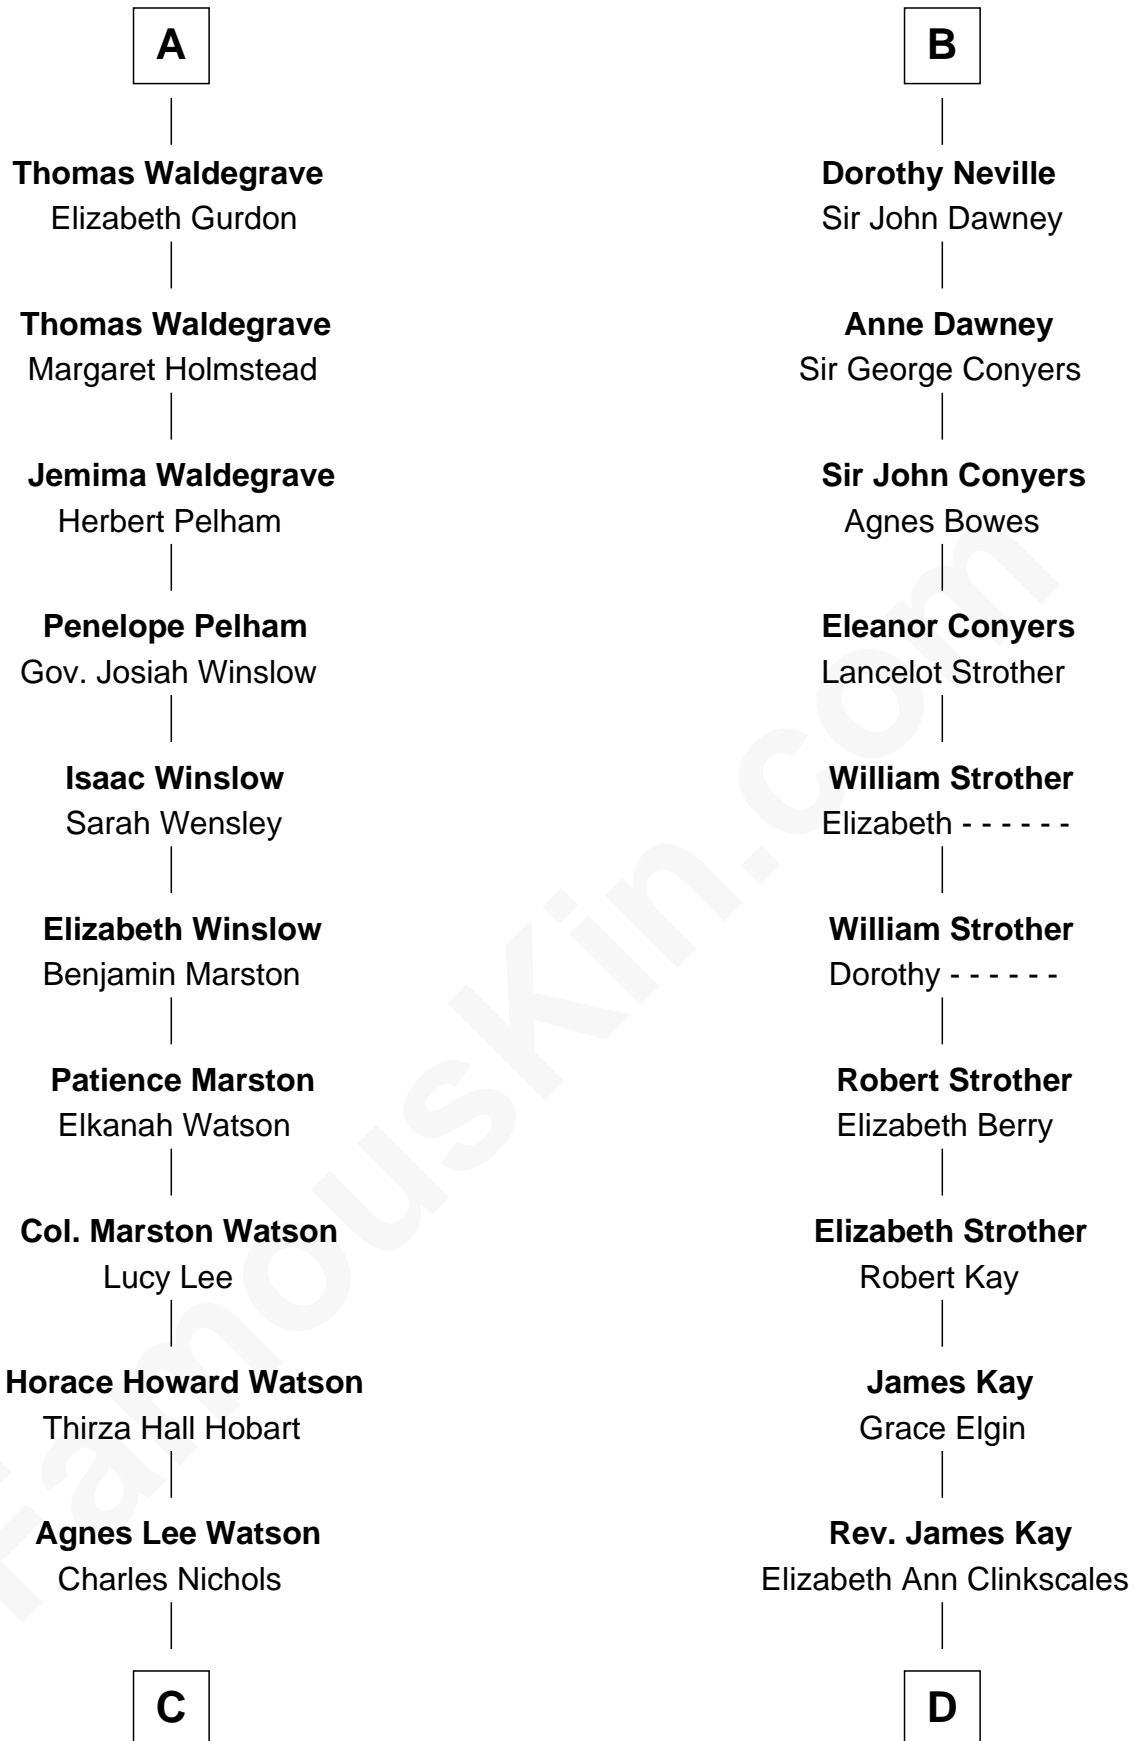 A
Thomas Waldegrave
Elizabeth Gurdon
Thomas Waldegrave
Margaret Holmstead
Jemima Waldegrave
Herbert Pelham
Penelope Pelham
Gov. Josiah Winslow
Isaac Winslow
Sarah Wensley
Elizabeth Winslow
Benjamin Marston
Patience Marston
Elkanah Watson
Col. Marston Watson
Lucy Lee
Horace Howard Watson
Thirza Hall Hobart
Agnes Lee Watson
Charles Nichols
C
B
Dorothy Neville
Sir John Dawney
Anne Dawney
Sir George Conyers
Sir John Conyers
Agnes Bowes
Eleanor Conyers
Lancelot Strother
William Strother
Elizabeth - - - - - -
William Strother
Dorothy - - - - - -
Robert Strother
Elizabeth Berry
Elizabeth Strother
Robert Kay
James Kay
Grace Elgin
Rev. James Kay
Elizabeth Ann Clinkscales
D
FamousKin.com